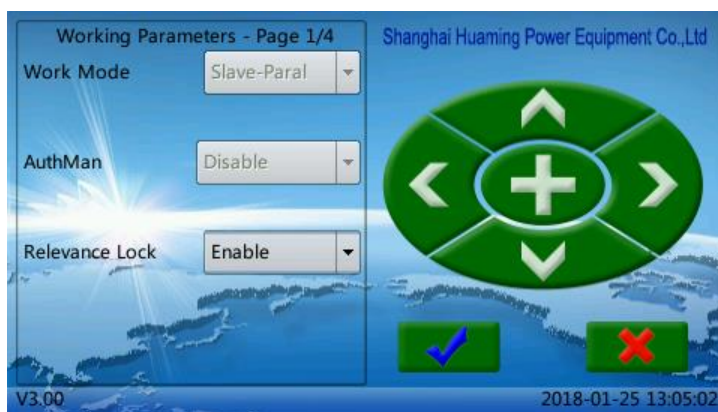 Working Parameters - Page 1/4
Shanghai Huaming Power Equipment Co.,Ltd
Work Mode
Slave-Paral
AuthMan
Disable
Relevance Lock
Enable
V3.00
2018-01-25 13:05:02